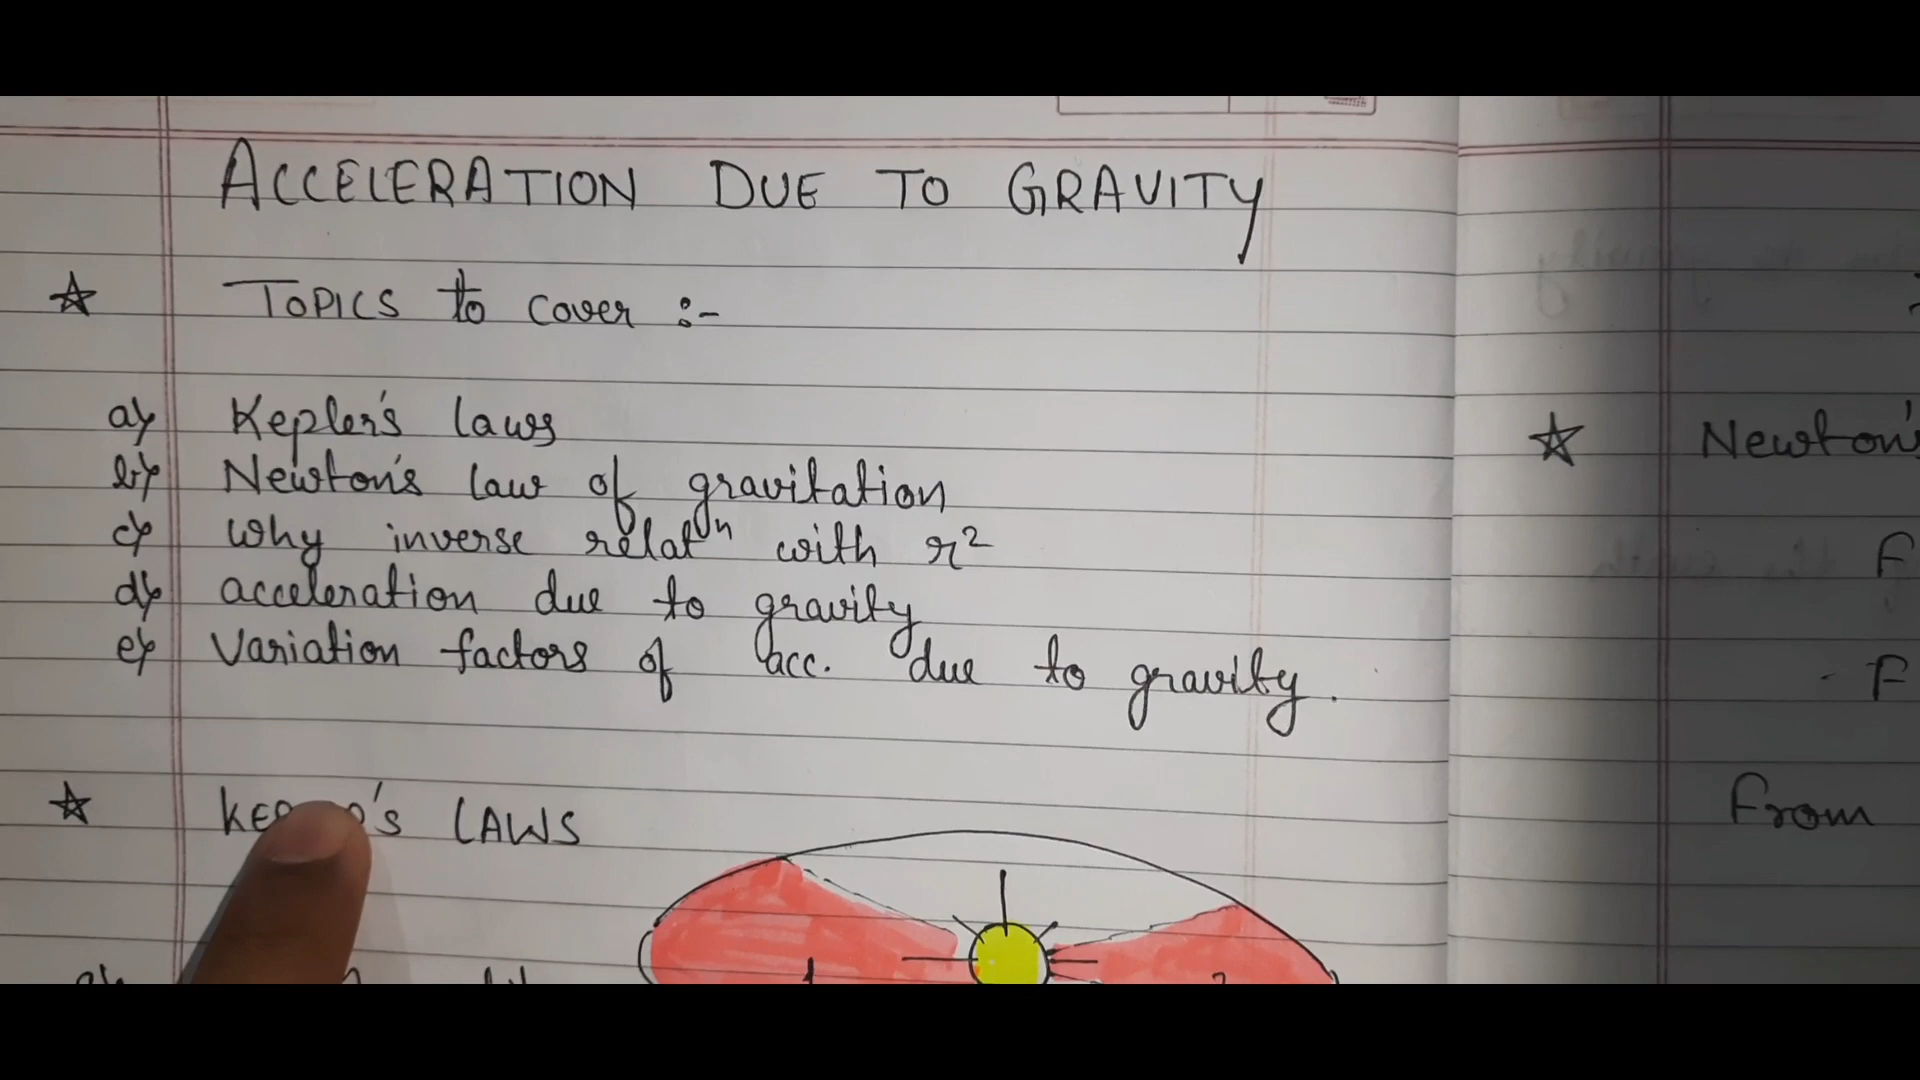 ACCELERATION DUE TO GRAVITY
☆ TOPICS to cover :-
a) Kepler's laws
b) Newton's law of gravitation
c) why inverse relatⁿ with r²
d) acceleration due to gravity
e) Variation factors of acc. due to gravity.
☆ LAWS
1
☆ Newton's
F
F
From